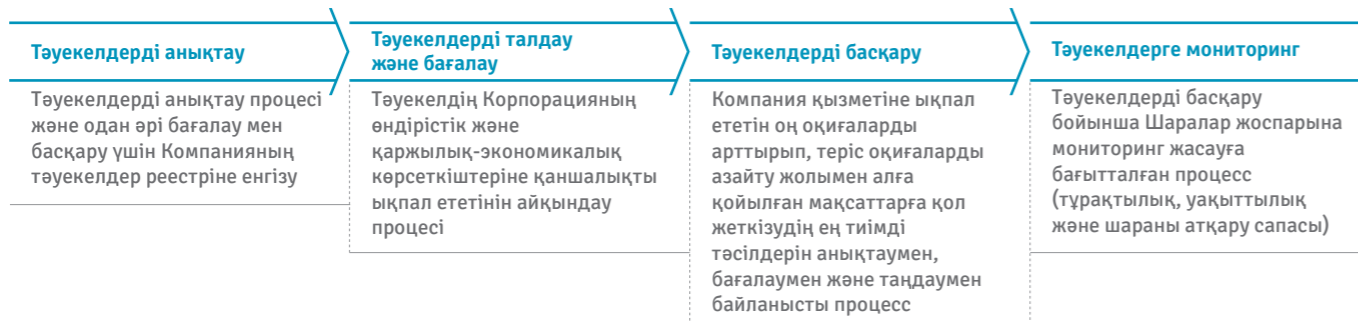 Тәуекелдерді анықтау
Тәуекелдерді анықтау процесі
және одан әрі бағалау мен
басқару үшін Компанияның
тәуекелдер реестріне енгізу
Тәуекелдерді талдау
және бағалау
Тәуекелдің Корпорацияның
өндірістік және
қаржылық-экономикалық
көрсеткіштеріне қаншалықты
ықпал ететінін айқындау
процесі
Тәуекелдерді басқару
Компания қызметіне ықпал
ететін оң оқиғаларды
арттырып, теріс оқиғаларды
азайту жолымен алға
қойылған мақсаттарға қол
жеткізудің ең тиімді
тәсілдерін анықтаумен,
бағалаумен және таңдаумен
байланысты процесс
Тәуекелдерге мониторинг
Тәуекелдерді басқару
бойынша Шаралар жоспарына
мониторинг жасауға
бағытталған процесс
(тұрақтылық, уақыттылық
және шараны атқару сапасы)